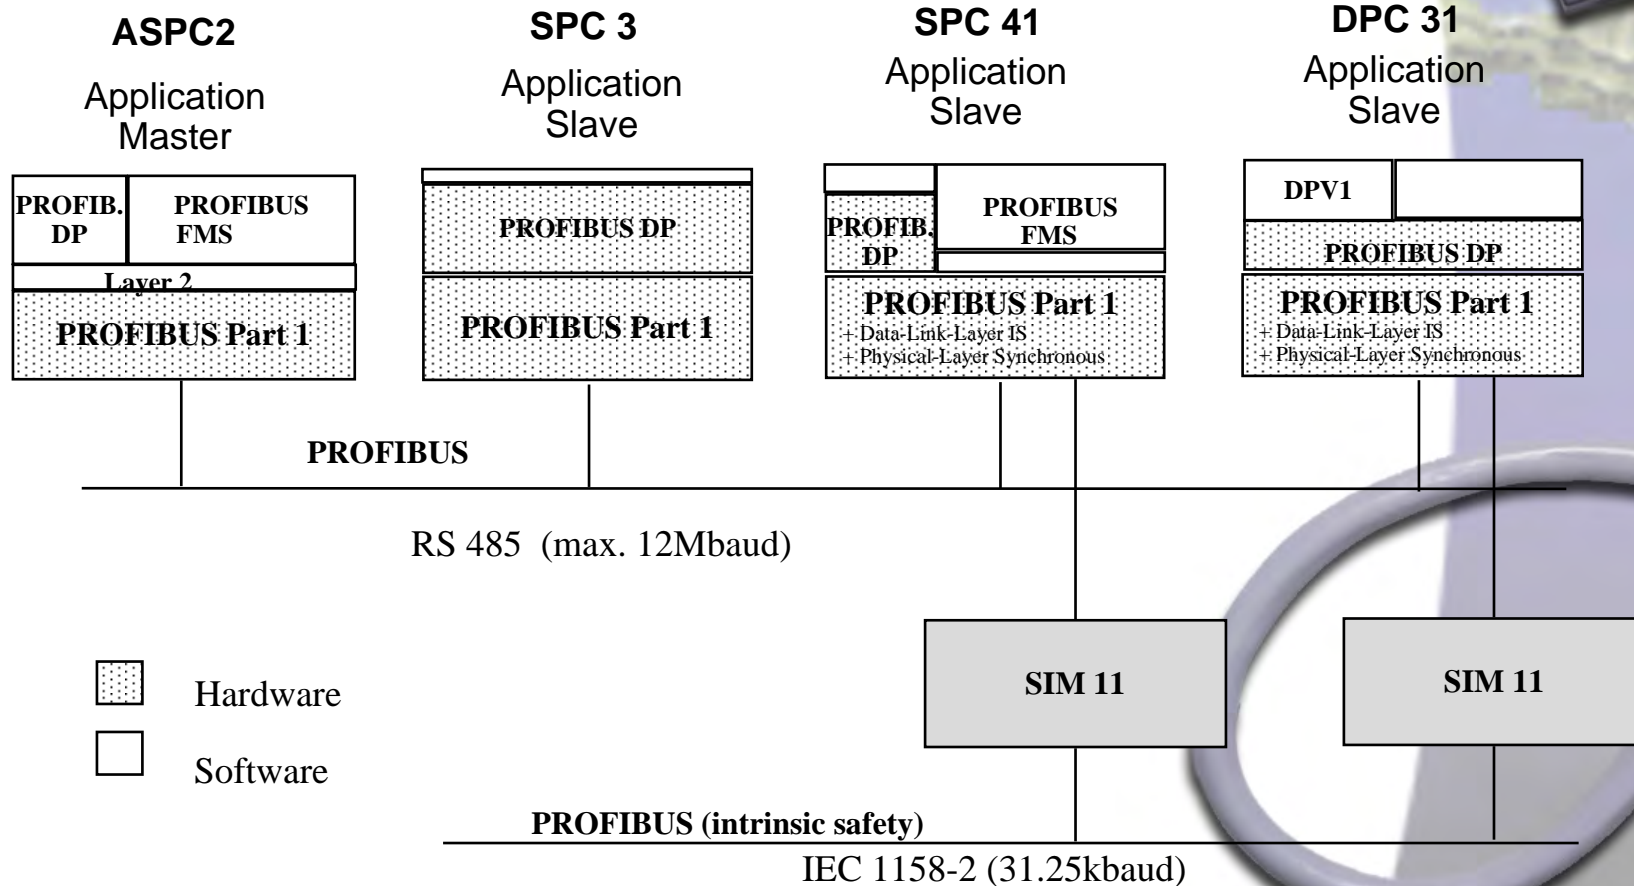 ASPC2
Application
Master
SPC 3
Application
Slave
SPC 41
Application
Slave
DPC 31
Application
Slave
PROFIB.
DP
PROFIBUS
FMS
Layer 2
PROFIBUS Part 1
PROFIBUS DP
PROFIBUS Part 1
PROFIB.
DP
PROFIBUS
FMS
PROFIBUS Part 1
+ Data-Link-Layer IS
+ Physical-Layer Synchronous
DPV1
PROFIBUS DP
PROFIBUS Part 1
+ Data-Link-Layer IS
+ Physical-Layer Synchronous
PROFIBUS
RS 485 (max. 12Mbaud)
SIM 11
SIM 11
Hardware
Software
PROFIBUS (intrinsic safety)
IEC 1158-2 (31.25kbaud)